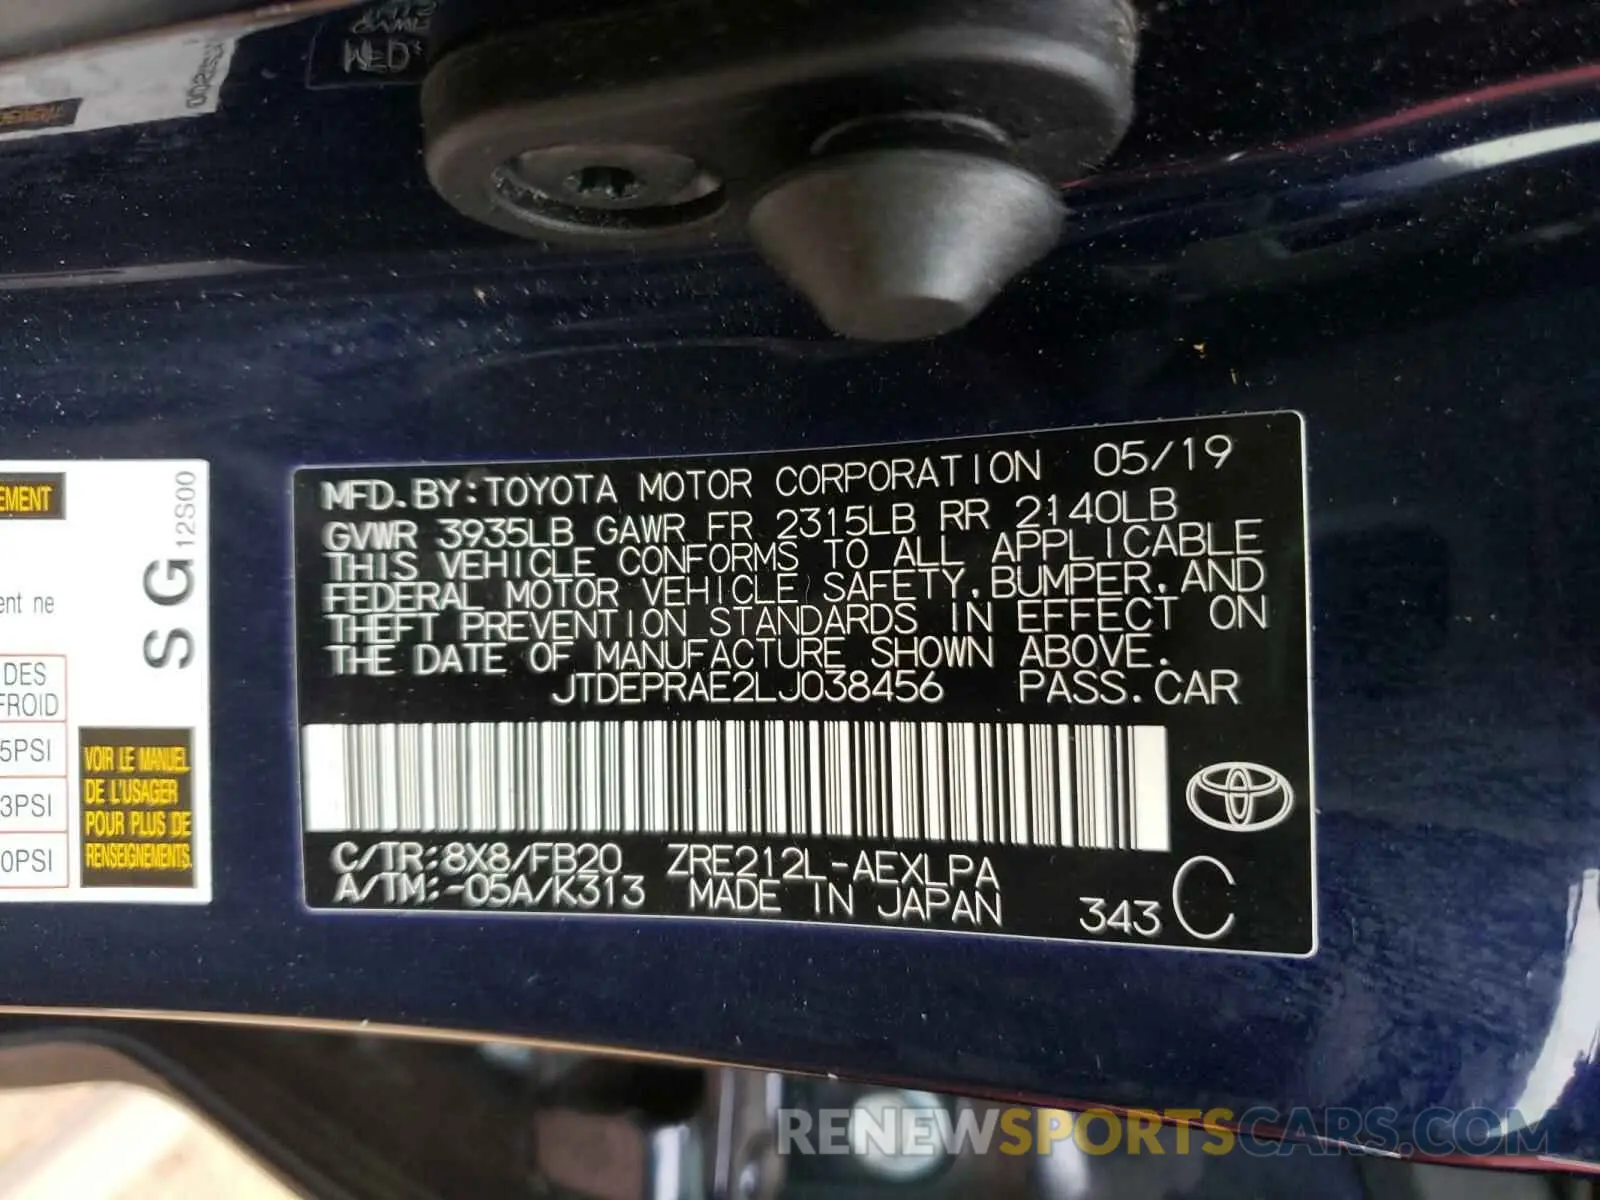 NED
MFD.BY:TOYOTA MOTOR CORPORATION 05/19
GVWR 3935LB GAWR FR 2315LB RR 2140LB
THIS VEHICLE CONFORMS TO ALL APPLICABLE
FEDERAL MOTOR VEHICLE SAFETY,BUMPER,AND
THEFT PREVENTION STANDARDS IN EFFECT ON
THE DATE OF MANUFACTURE SHOWN ABOVE.
JTDEPRAE2LJ038456 PASS.CAR
C/TR:8X8/FB20 ZRE212L-AEXLPA
A/TM:-05A/K313 MADE IN JAPAN 343 C
EMENT
ent ne
DES
FROID
5PSI
3PSI
0PSI
VOIR LE MANUEL
DE L'USAGER
POUR PLUS DE
RENSEIGNEMENTS.
S G 12S00
RENEWSPORTSCARS.COM